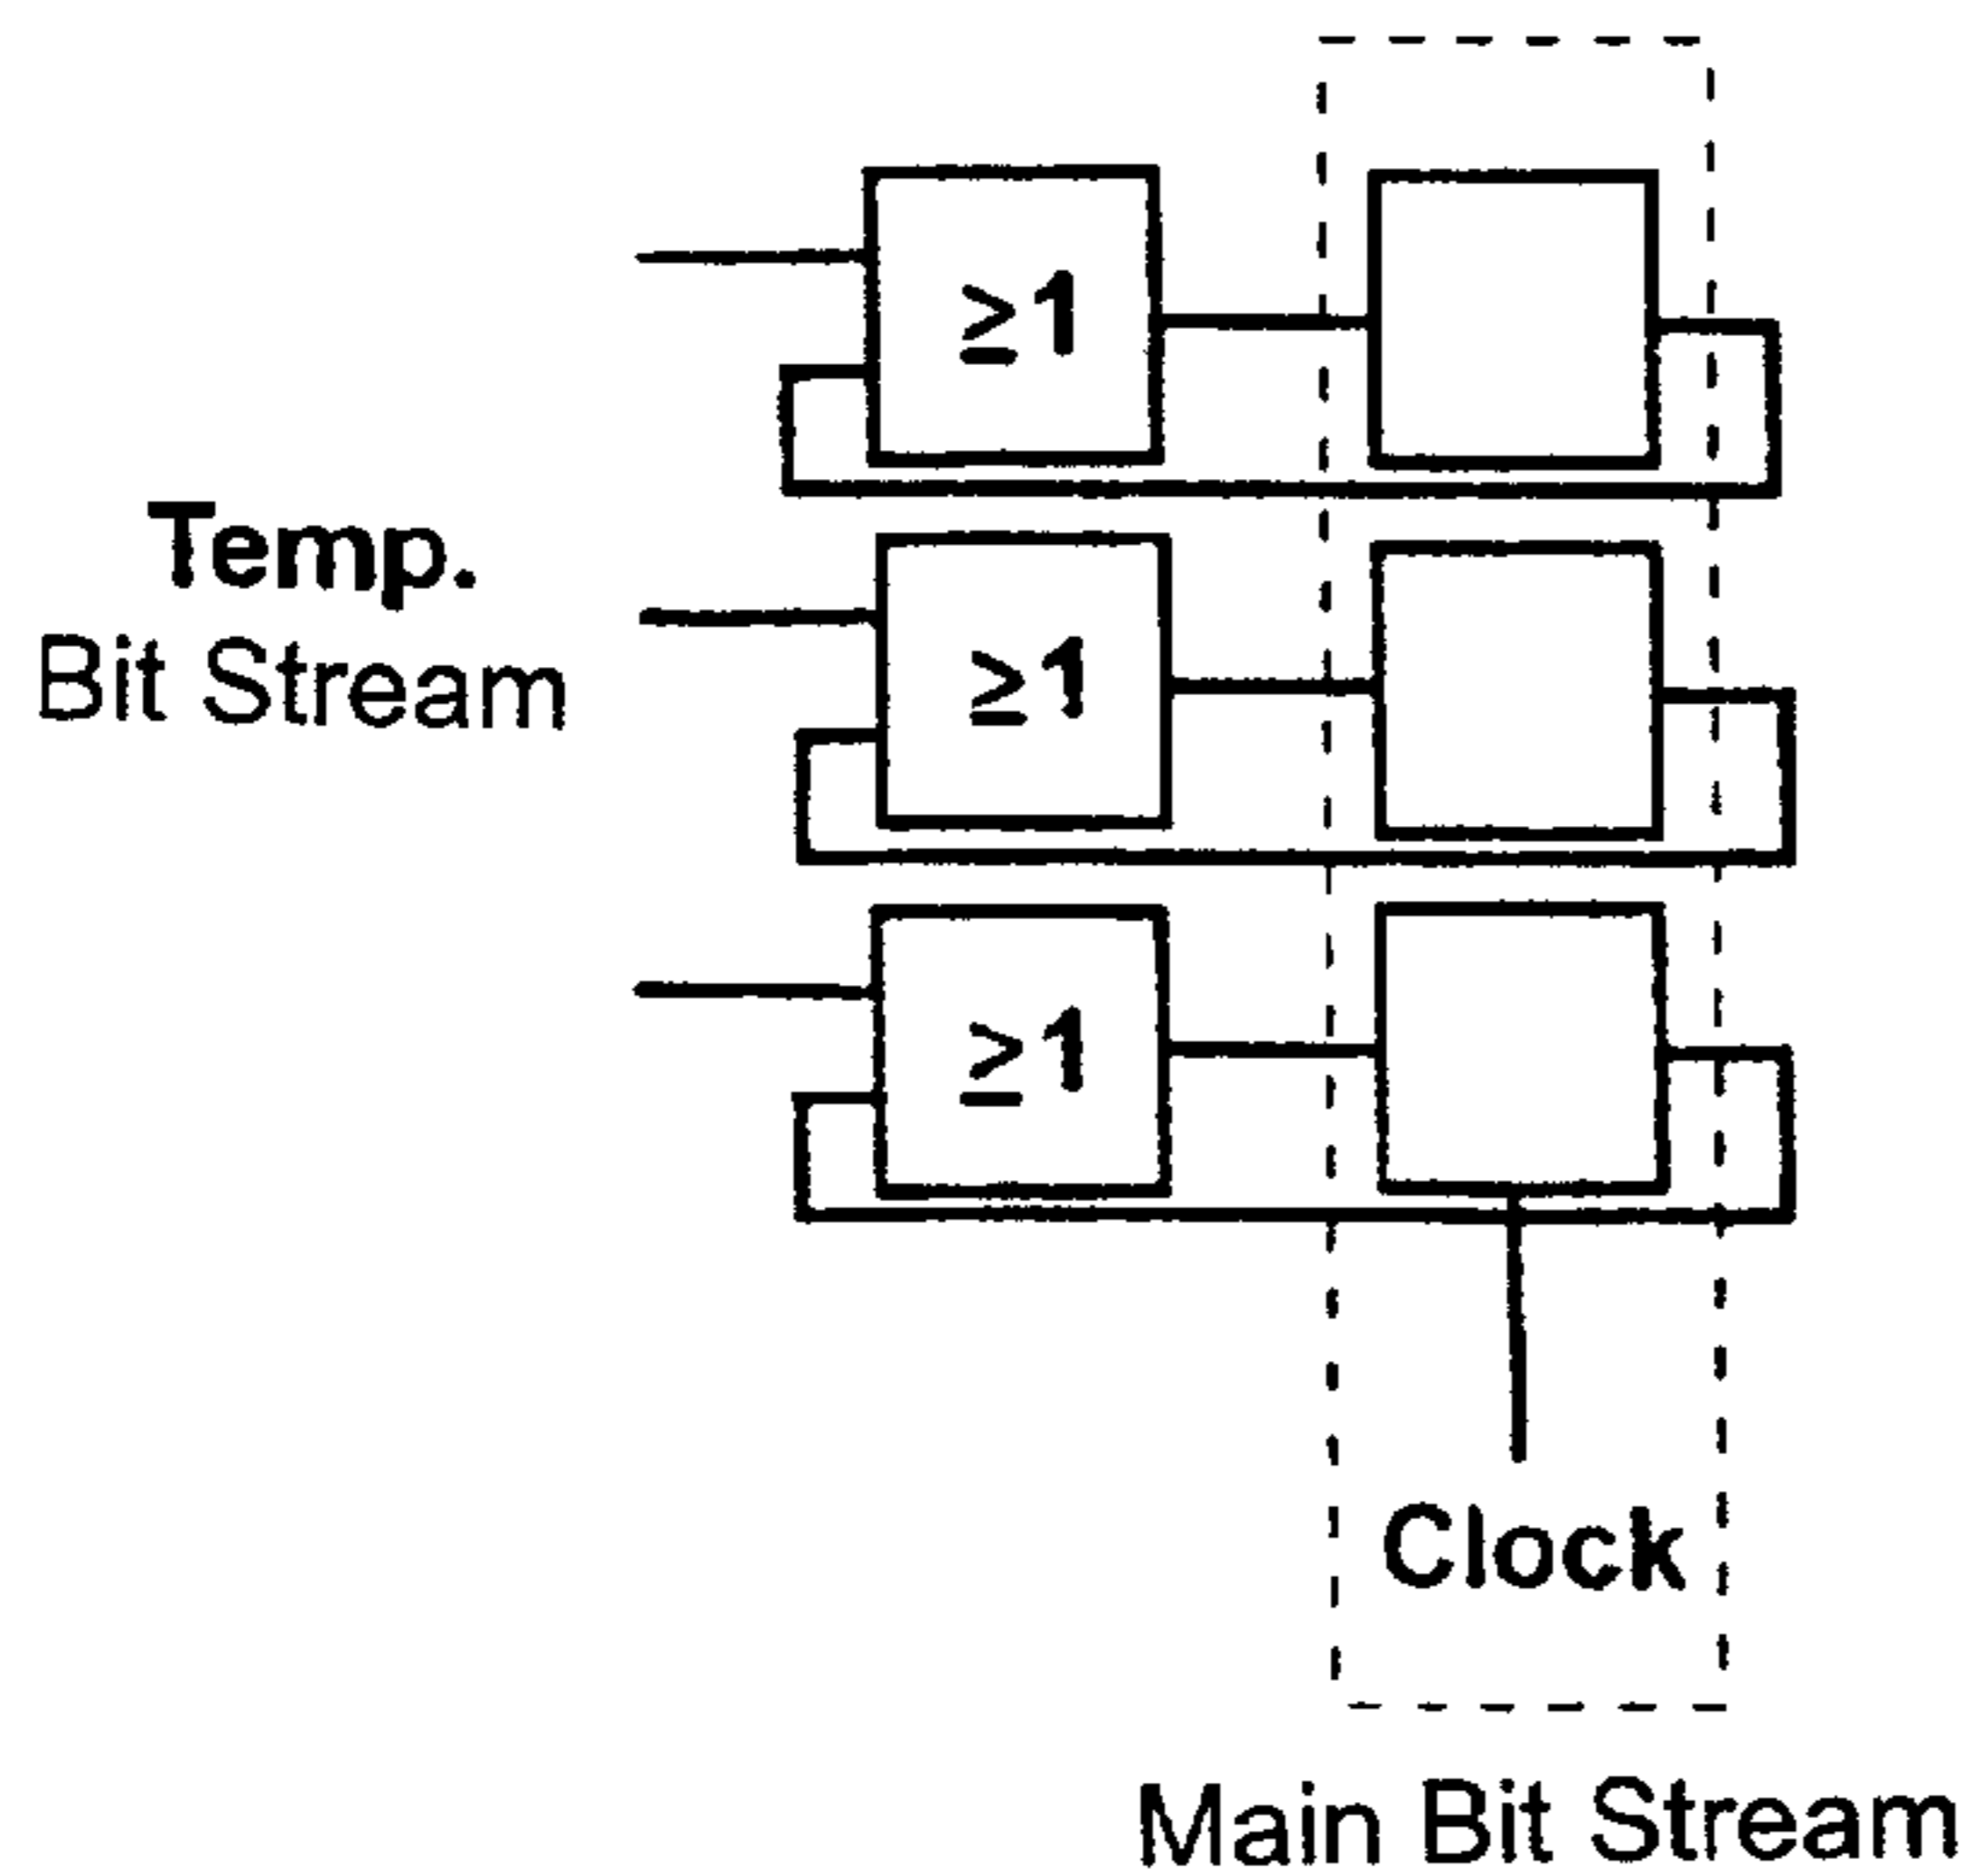 ≥1
Temp.
Bit Stream
≥1
≥1
Clock
Main Bit Stream